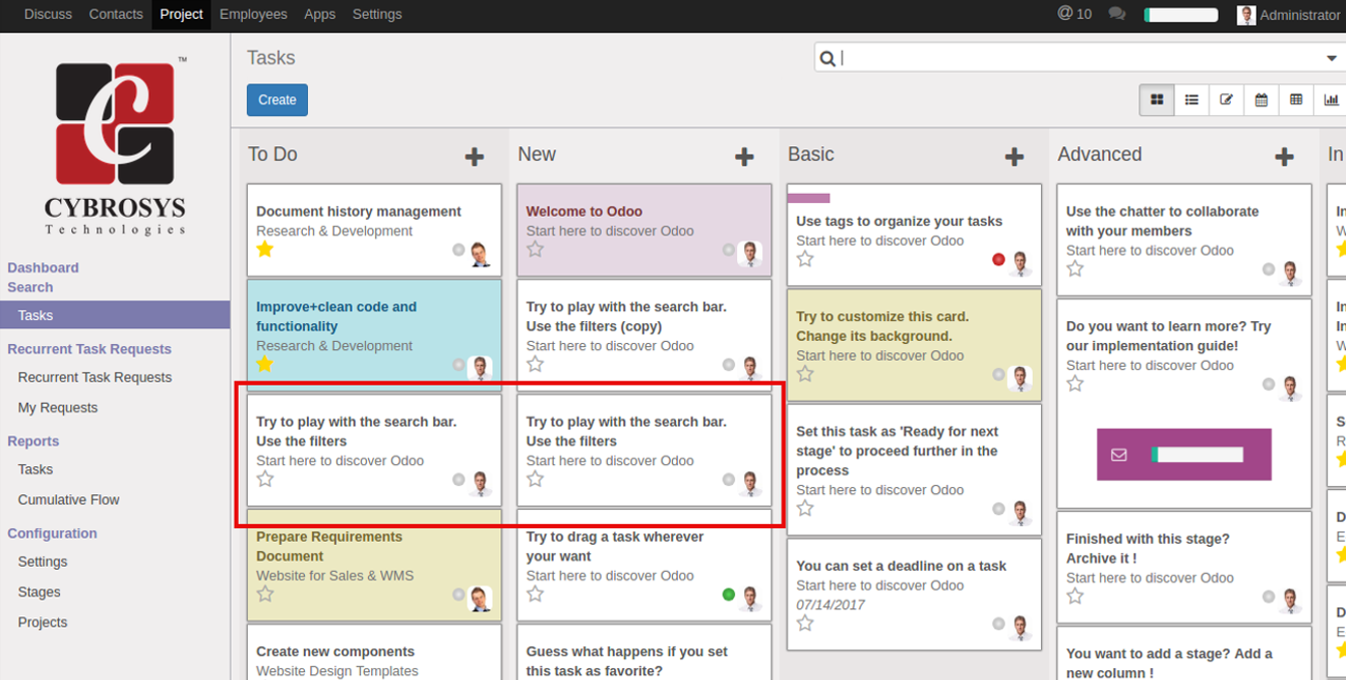 Discuss Contacts Project Employees Apps Settings
@ 10 Administrator
™
CYBROSYS
Technologies
Dashboard
Search
Tasks
Recurrent Task Requests
Recurrent Task Requests
My Requests
Reports
Tasks
Cumulative Flow
Configuration
Settings
Stages
Projects
Tasks
Create
To Do
Document history management
Research & Development
Improve+clean code and
functionality
Research & Development
Try to play with the search bar.
Use the filters
Start here to discover Odoo
Prepare Requirements
Document
Website for Sales & WMS
Create new components
Website Design Templates
New
Welcome to Odoo
Start here to discover Odoo
Try to play with the search bar.
Use the filters (copy)
Start here to discover Odoo
Try to play with the search bar.
Use the filters
Start here to discover Odoo
Try to drag a task wherever
your want
Start here to discover Odoo
Guess what happens if you set
this task as favorite?
Basic
Use tags to organize your tasks
Start here to discover Odoo
Try to customize this card.
Change its background.
Start here to discover Odoo
Set this task as 'Ready for next
stage' to proceed further in the
process
Start here to discover Odoo
You can set a deadline on a task
Start here to discover Odoo
07/14/2017
Advanced
Use the chatter to collaborate
with your members
Start here to discover Odoo
Do you want to learn more? Try
our implementation guide!
Start here to discover Odoo
Finished with this stage?
Archive it !
Start here to discover Odoo
You want to add a stage? Add a
new column !
In